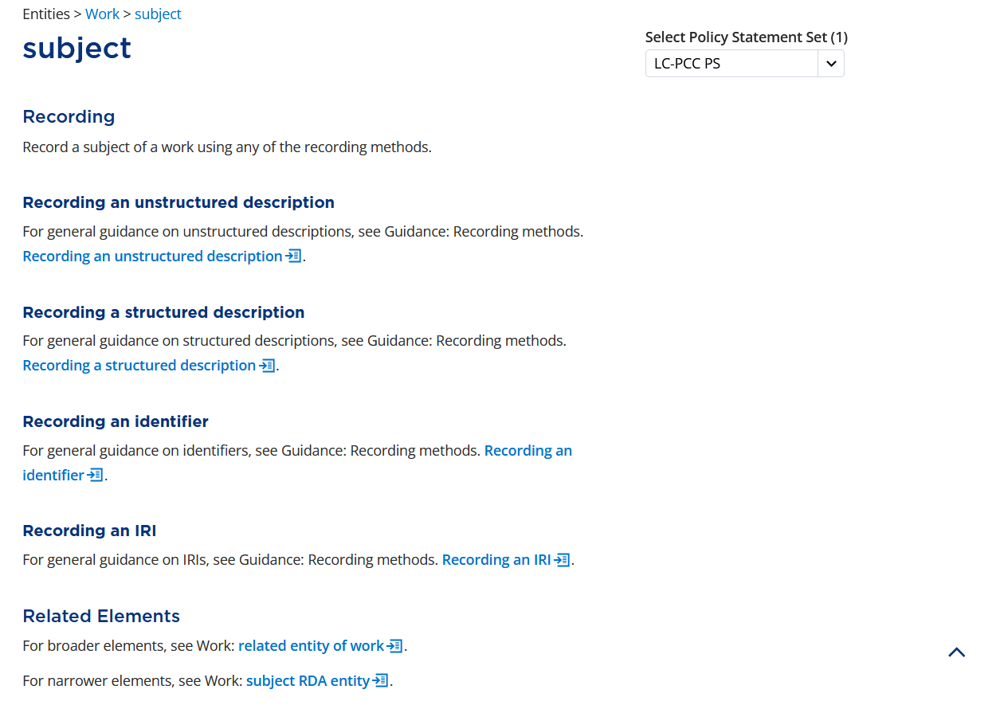 Entities > Work > subject
subject
Select Policy Statement Set (1)
LC-PCC PS
Recording
Record a subject of a work using any of the recording methods.
Recording an unstructured description
For general guidance on unstructured descriptions, see Guidance: Recording methods.
Recording an unstructured description.
Recording a structured description
For general guidance on structured descriptions, see Guidance: Recording methods.
Recording a structured description.
Recording an identifier
For general guidance on identifiers, see Guidance: Recording methods. Recording an
identifier.
Recording an IRI
For general guidance on IRIs, see Guidance: Recording methods. Recording an IRI.
Related Elements
For broader elements, see Work: related entity of work.
For narrower elements, see Work: subject RDA entity.